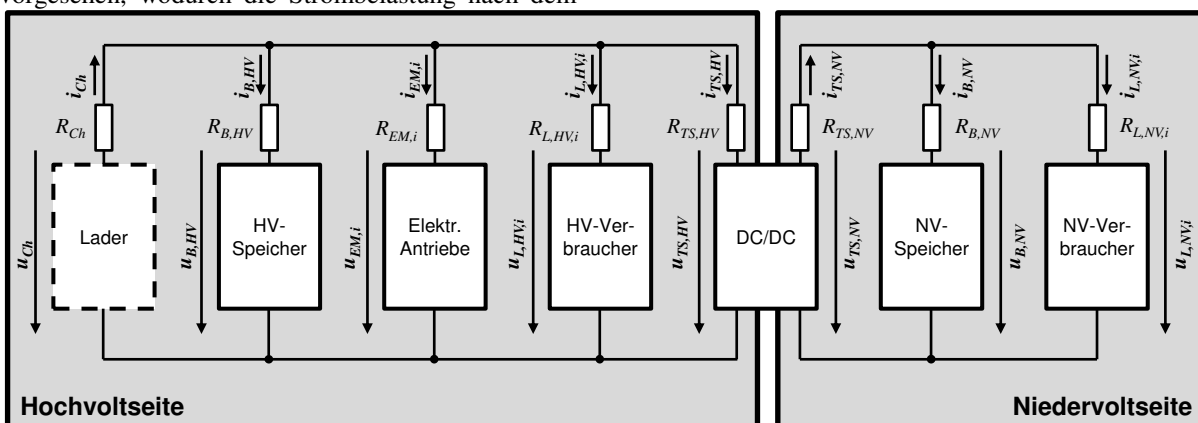 vorgesehen, wodurch die Strombelastung nach dem
i_Ch i_B,HV i_EM,i i_L,HV,i i_TS,HV i_TS,NV i_B,NV i_L,NV,i
R_Ch R_B,HV R_EM,i R_L,HV,i R_TS,HV R_TS,NV R_B,NV R_L,NV,i
u_Ch
Lader
u_B,HV
HV-
Speicher
u_EM,i
Elektr.
Antriebe
u_L,HV,i
HV-Ver-
braucher
u_TS,HV
DC/DC
u_TS,NV
NV-
Speicher
u_B,NV
NV-Ver-
braucher
u_L,NV,i
Hochvoltseite
Niedervoltseite